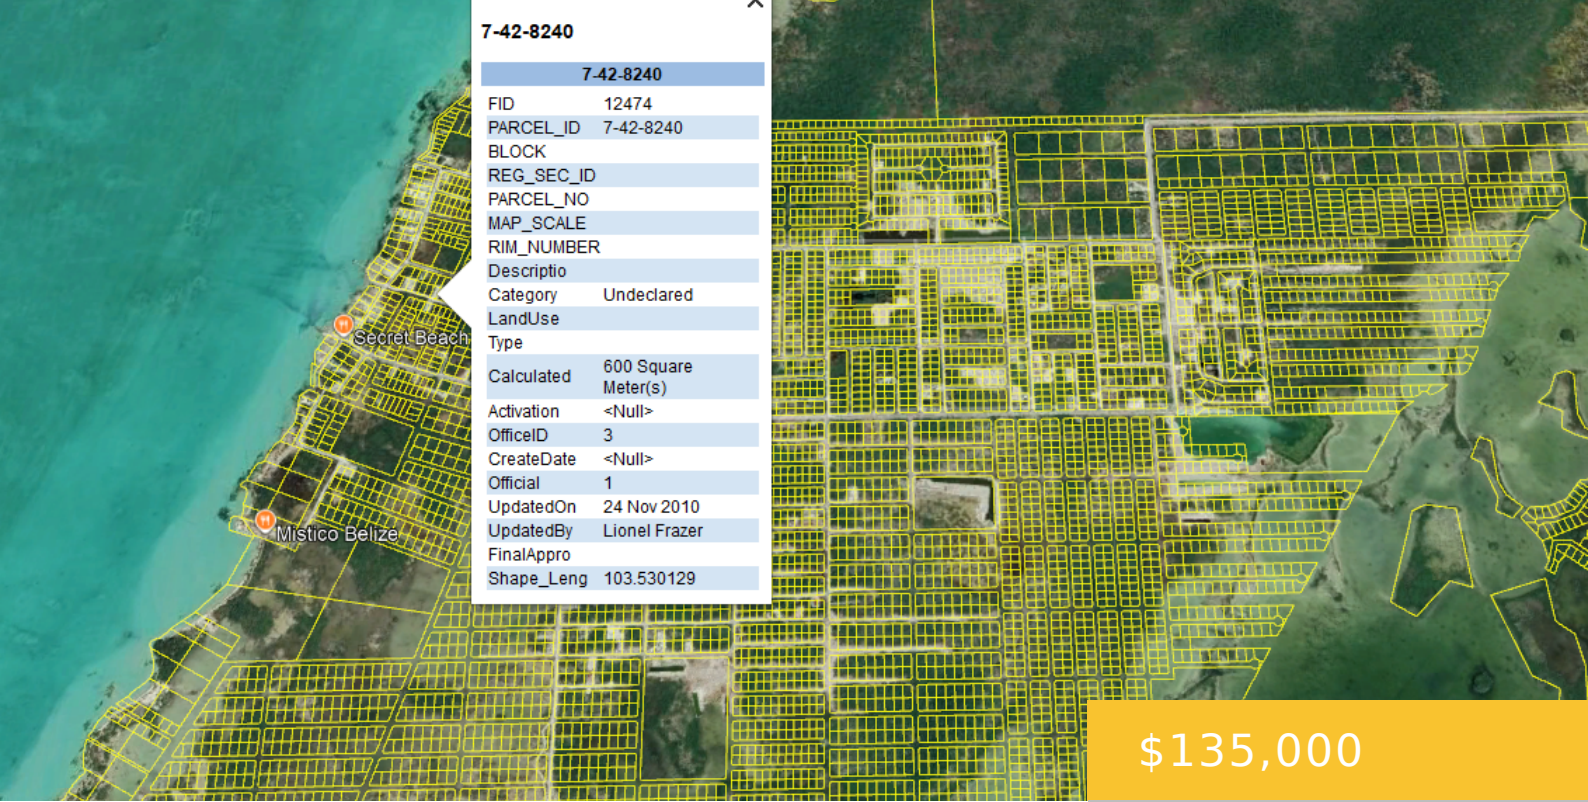 7-42-8240
7-42-8240
FID 12474
PARCEL_ID 7-42-8240
BLOCK
REG_SEC_ID
PARCEL_NO
MAP_SCALE
RIM_NUMBER
Descriptio
Category Undeclared
LandUse
Type
Calculated 600 Square
Meter(s)
Activation <Null>
OfficeID 3
CreateDate <Null>
Official 1
UpdatedOn 24 Nov 2010
UpdatedBy Lionel Frazer
FinalAppro
Shape_Leng 103.530129
Secret Beach
Mistico Belize
$135,000